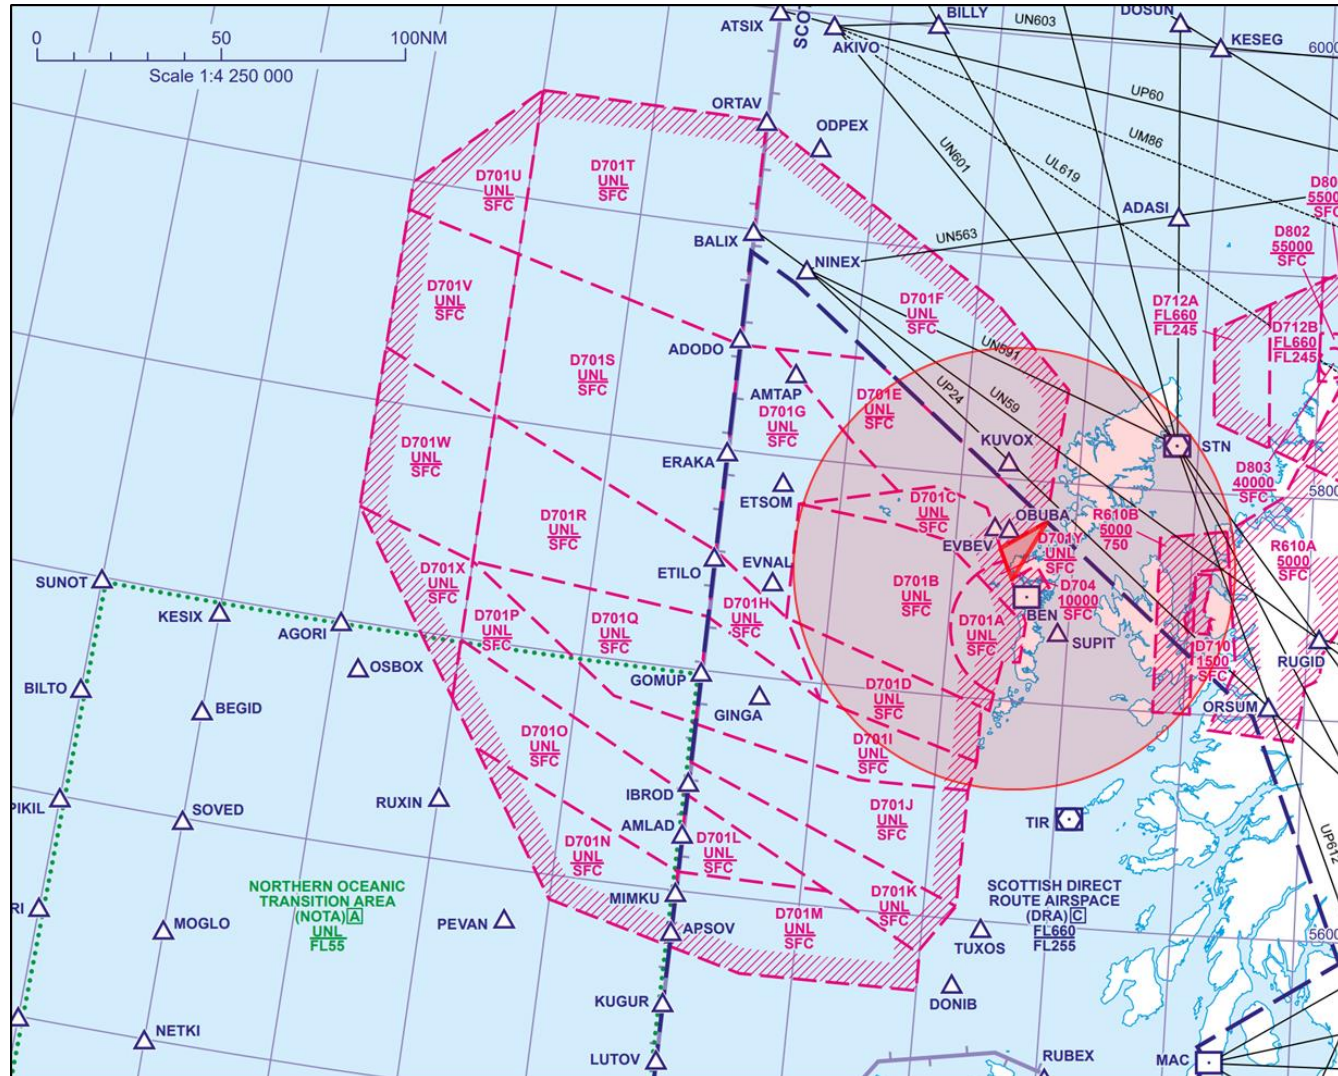 0
50
100NM
Scale 1:4 250 000
ATSIX
SCO
AKIVO
BILLY
UN603
DOSUN
KESEG
6000
ORTAV
ODPEX
UN601
UP60
UM86
UL619
D701U
UNL
SFC
D701T
UNL
SFC
BALIX
NINEX
UN563
ADASI
D80
5500
SFC
D802
55000
SFC
D701V
UNL
SFC
D701F
UNL
SFC
D712A
FL660
FL245
D712B
FL660
FL245
ADODO
UN591
UP24
UN59
D701S
UNL
SFC
AMTAP
D701G
UNL
SFC
D701E
UNL
SFC
D701W
UNL
SFC
ERAKA
KUVOX
STN
ETSOM
D803
40000
SFC
5800
D701R
UNL
SFC
D701C
UNL
SFC
OBUBA
EVBEV
R610B
5000
750
D701Y
UNL
SFC
R610A
5000
SFC
SUNOT
KESIX
AGORI
D701X
UNL
SFC
ETILO
EVNAL
D701B
UNL
SFC
D704
10000
SFC
BEN
D701P
UNL
SFC
D701Q
UNL
SFC
D701H
UNL
SFC
D701A
UNL
SFC
SUPIT
OSBOX
GOMUP
D710
1500
SFC
RUGID
BILTO
BEGID
GINGA
D701D
UNL
SFC
ORSUM
D701O
UNL
SFC
D701I
UNL
SFC
PIKIL
SOVED
RUXIN
IBROD
AMLAD
D701J
UNL
SFC
TIR
D701N
UNL
SFC
D701L
UNL
SFC
UP612
NORTHERN OCEANIC
TRANSITION AREA
(NOTA) A
UNL
FL55
MIMKU
D701K
UNL
SFC
SCOTTISH DIRECT
ROUTE AIRSPACE
(DRA) C
FL660
FL255
RI
MOGLO
PEVAN
APSOV
D701M
UNL
SFC
TUXOS
5600
DONIB
KUGUR
NETKI
LUTOV
RUBEX
MAC